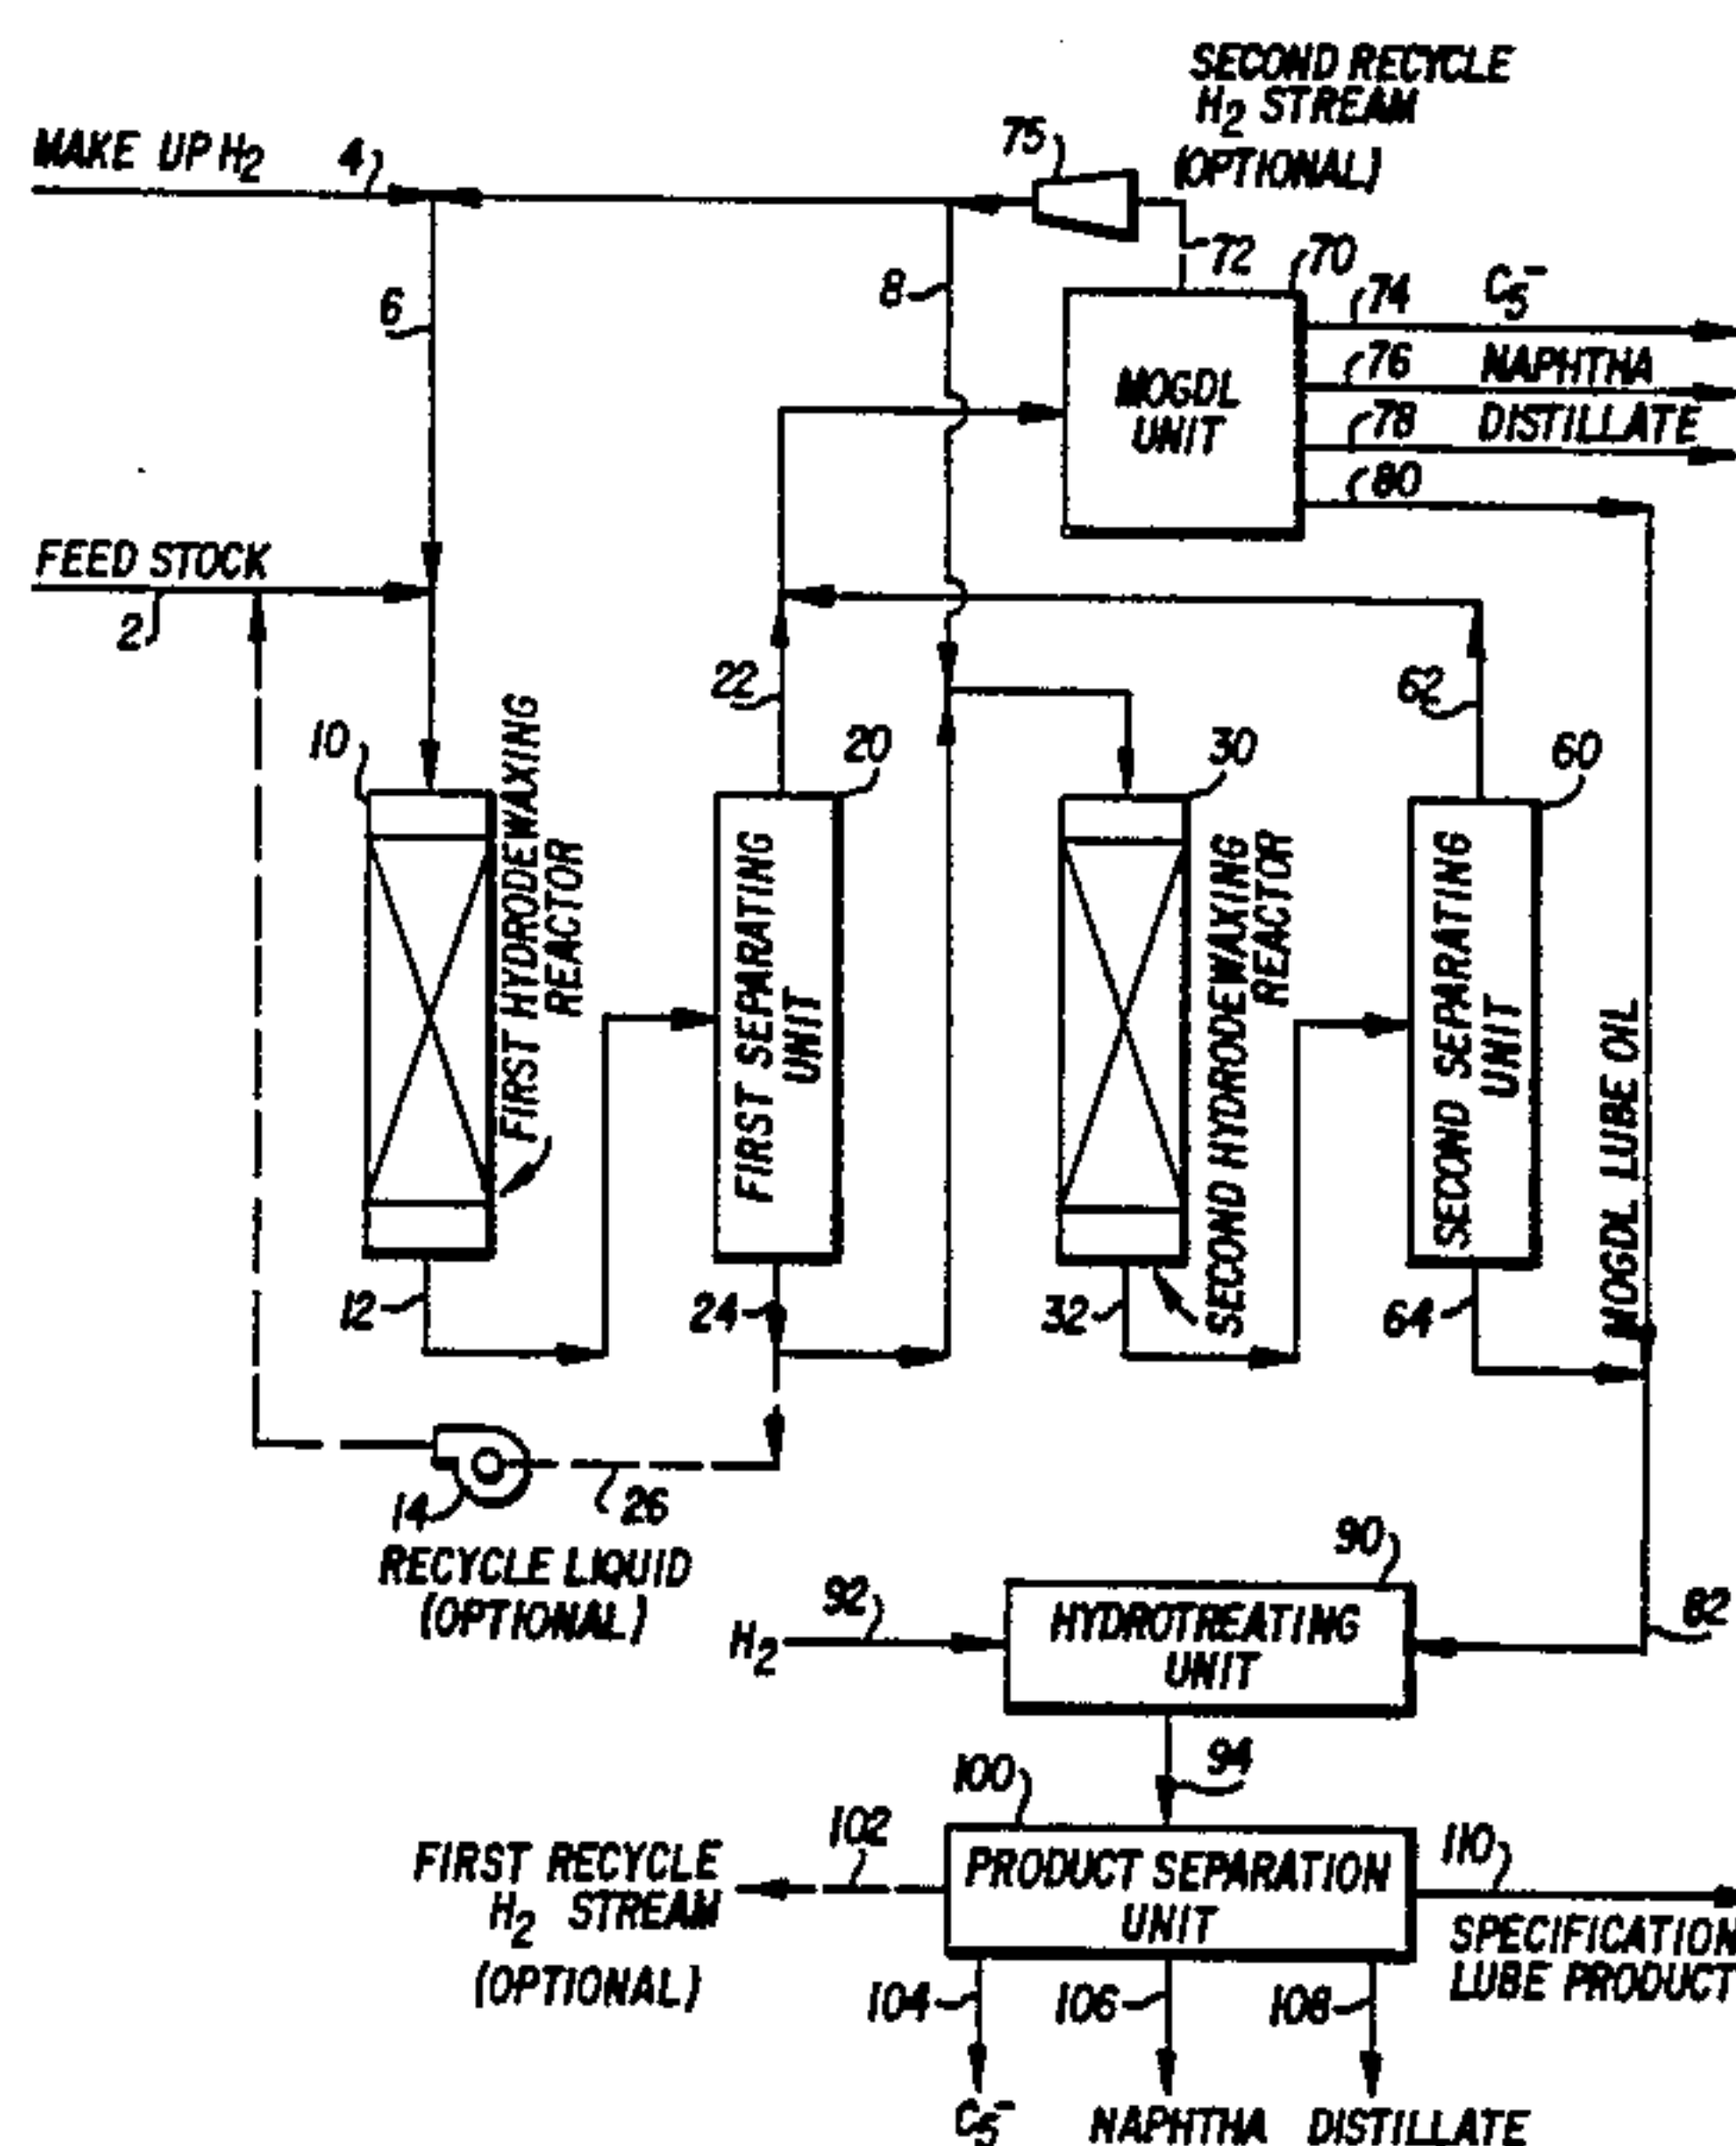 SECOND RECYCLE
H2 STREAM
(OPTIONAL)
MAKE UP H2
4
75
72
70
6
8
74
C5-
76
NAPHTHA
78
DISTILLATE
80
MOGDL
UNIT
FEED STOCK
2
22
62
10
20
30
60
FIRST HYDRODEWAXING
REACTOR
FIRST SEPARATING
UNIT
SECOND HYDRODEWAXING
REACTOR
SECOND SEPARATING
UNIT
MOGDL LUBE OIL
12
24
32
64
14
26
RECYCLE LIQUID
(OPTIONAL)
90
92
82
H2
HYDROTREATING
UNIT
94
100
102
110
FIRST RECYCLE
H2 STREAM
(OPTIONAL)
PRODUCT SEPARATION
UNIT
SPECIFICATION
LUBE PRODUCT
104
106
108
C5-
NAPHTHA
DISTILLATE